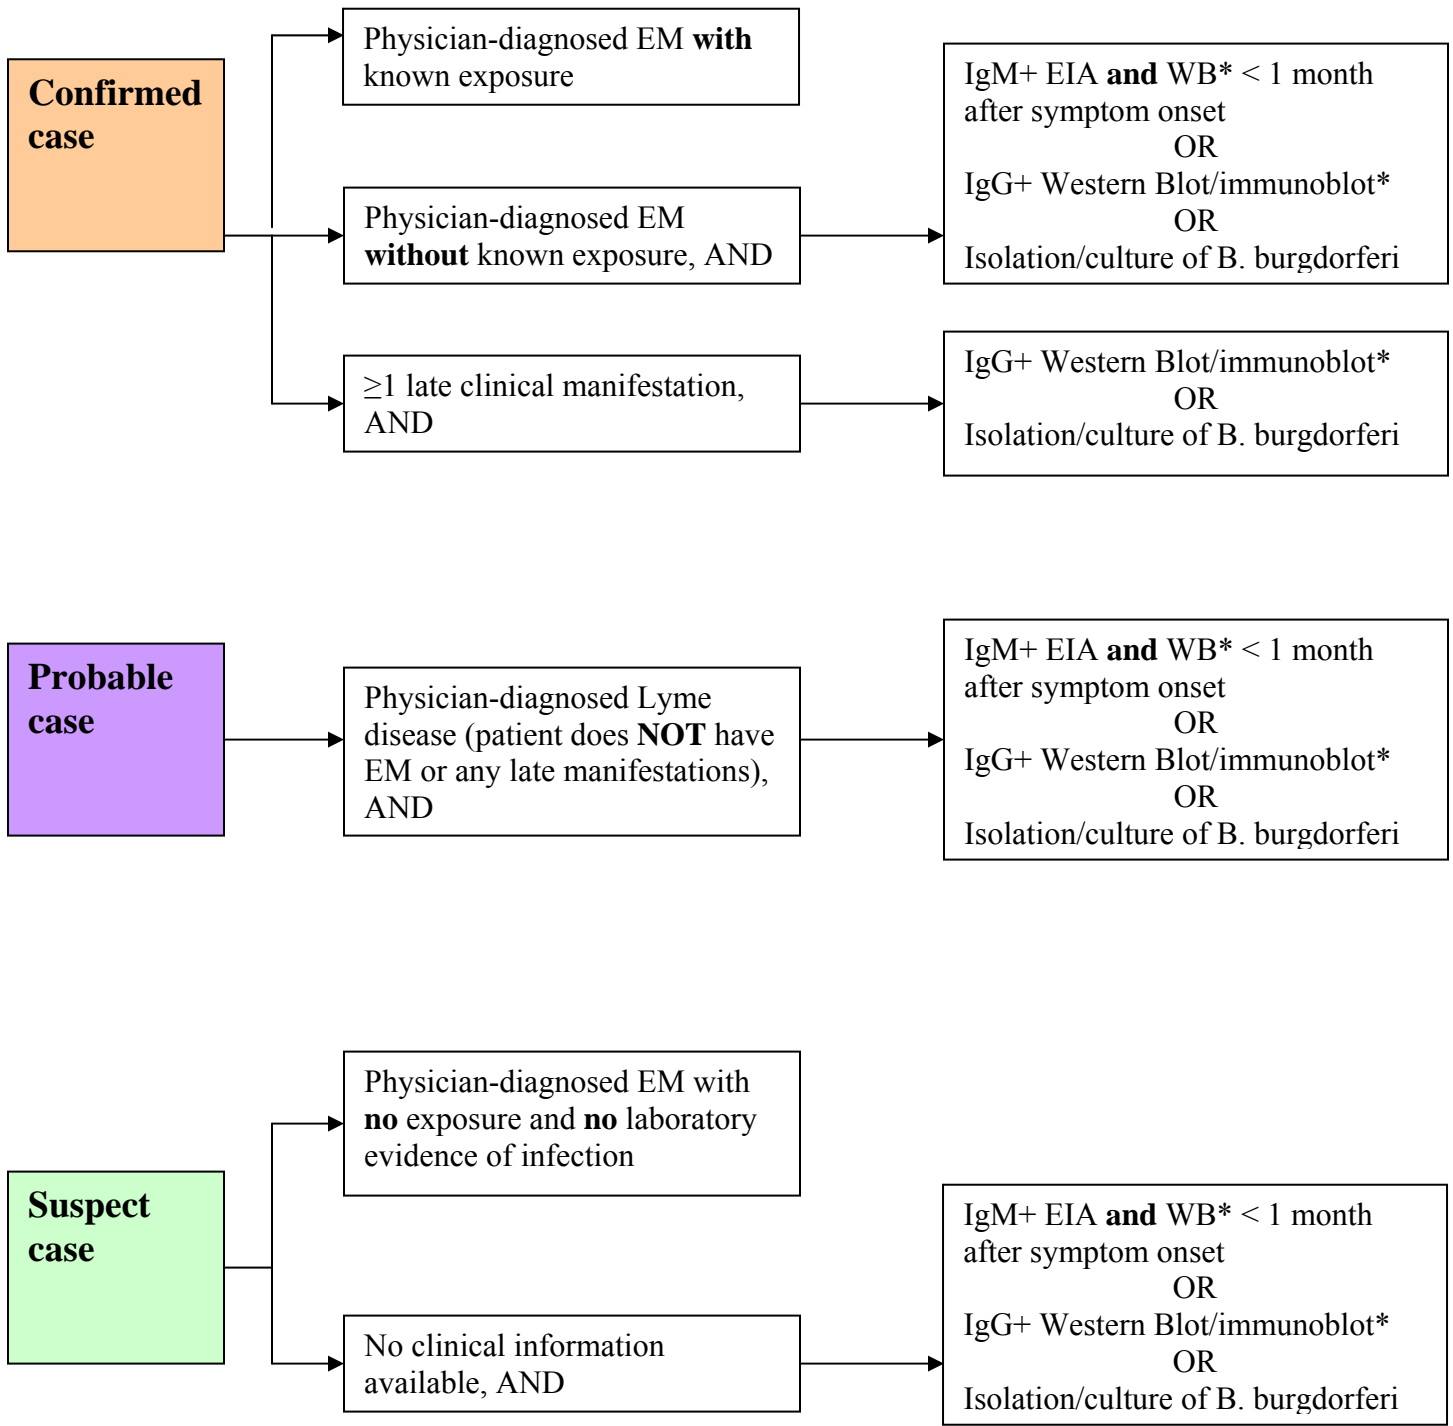 Confirmed
case
Physician-diagnosed EM with
known exposure
Physician-diagnosed EM
without known exposure, AND
IgM+ EIA and WB* < 1 month
after symptom onset
OR
IgG+ Western Blot/immunoblot*
OR
Isolation/culture of B. burgdorferi
≥1 late clinical manifestation,
AND
IgG+ Western Blot/immunoblot*
OR
Isolation/culture of B. burgdorferi
Probable
case
Physician-diagnosed Lyme
disease (patient does NOT have
EM or any late manifestations),
AND
IgM+ EIA and WB* < 1 month
after symptom onset
OR
IgG+ Western Blot/immunoblot*
OR
Isolation/culture of B. burgdorferi
Suspect
case
Physician-diagnosed EM with
no exposure and no laboratory
evidence of infection
No clinical information
available, AND
IgM+ EIA and WB* < 1 month
after symptom onset
OR
IgG+ Western Blot/immunoblot*
OR
Isolation/culture of B. burgdorferi